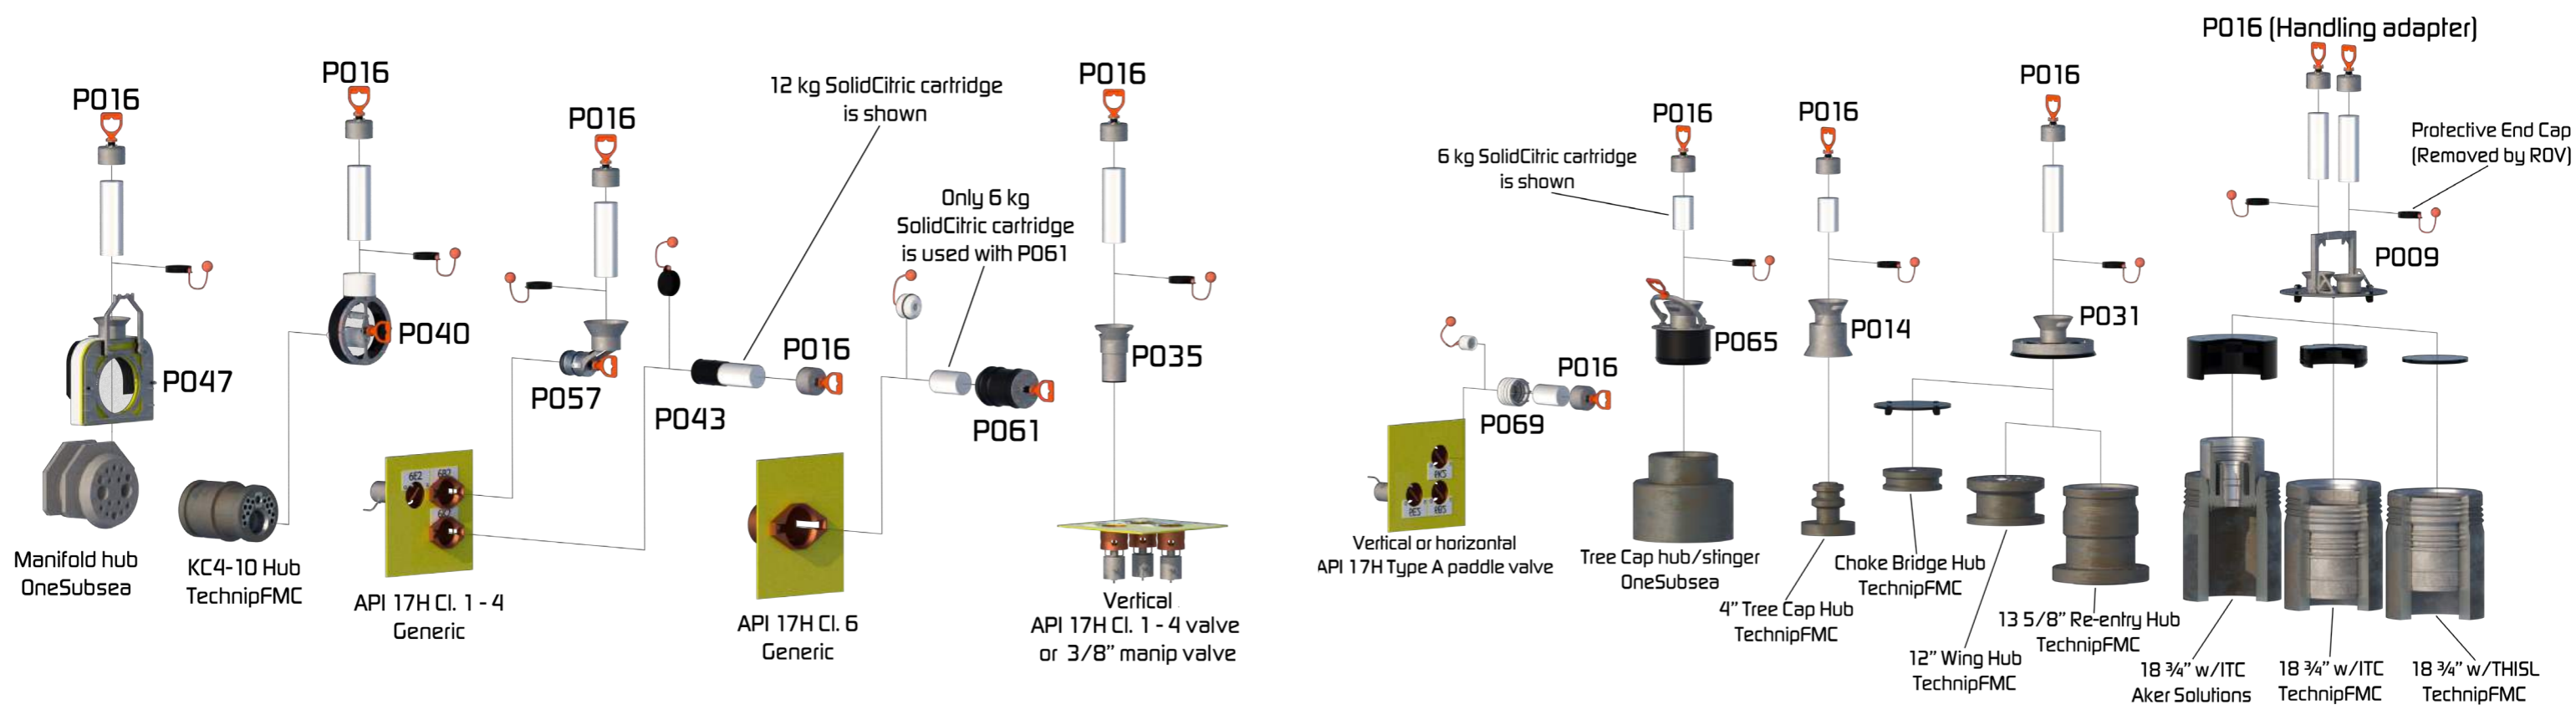 P016
P047
Manifold hub
OneSubsea
P016
P040
KC4-10 Hub
TechnipFMC
P016
P057
6E2
6B2
API 17H Cl. 1 - 4
Generic
12 kg SolidCitric cartridge
is shown
P016
P043
Only 6 kg
SolidCitric cartridge
is used with P061
P061
API 17H Cl. 6
Generic
P016
P035
Vertical
API 17H Cl. 1 - 4 valve
or 3/8” manip valve
P016
P069
Vertical or horizontal
API 17H Type A paddle valve
6 kg SolidCitric cartridge
is shown
P016
P065
Tree Cap hub/stinger
OneSubsea
P016
P014
4” Tree Cap Hub
TechnipFMC
P016
P031
Choke Bridge Hub
TechnipFMC
12” Wing Hub
TechnipFMC
13 5/8” Re-entry Hub
TechnipFMC
P016 (Handling adapter)
Protective End Cap
(Removed by ROV)
P009
18 ¾” w/ITC
Aker Solutions
18 ¾” w/ITC
TechnipFMC
18 ¾” w/THISL
TechnipFMC